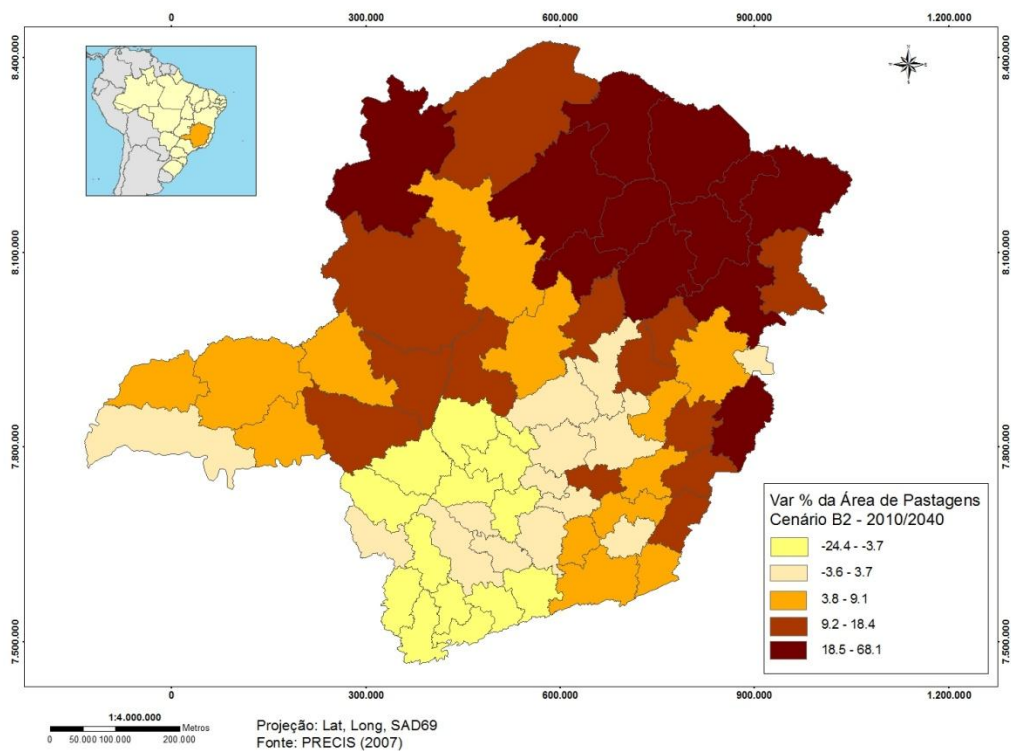 0 300.000 600.000 900.000 1.200.000
8.400.000 8.400.000
8.100.000 8.100.000
7.800.000 7.800.000
7.500.000 7.500.000
Var % da Área de Pastagens
Cenário B2 - 2010/2040
-24.4 - -3.7
-3.6 - 3.7
3.8 - 9.1
9.2 - 18.4
18.5 - 68.1
0 300.000 600.000 900.000 1.200.000
1:4.000.000
Metros
0 50.000 100.000 200.000
Projeção: Lat, Long, SAD69
Fonte: PRECIS (2007)